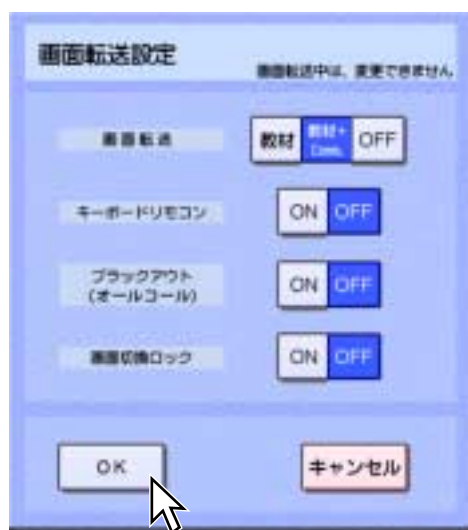 画面転送設定
画面転送中は、変更できません
画面転送
教材
教材+
Com.
OFF
キーボードリモコン
ON OFF
ブラックアウト
(オールコール)
ON OFF
画面切換ロック
ON OFF
OK
キャンセル